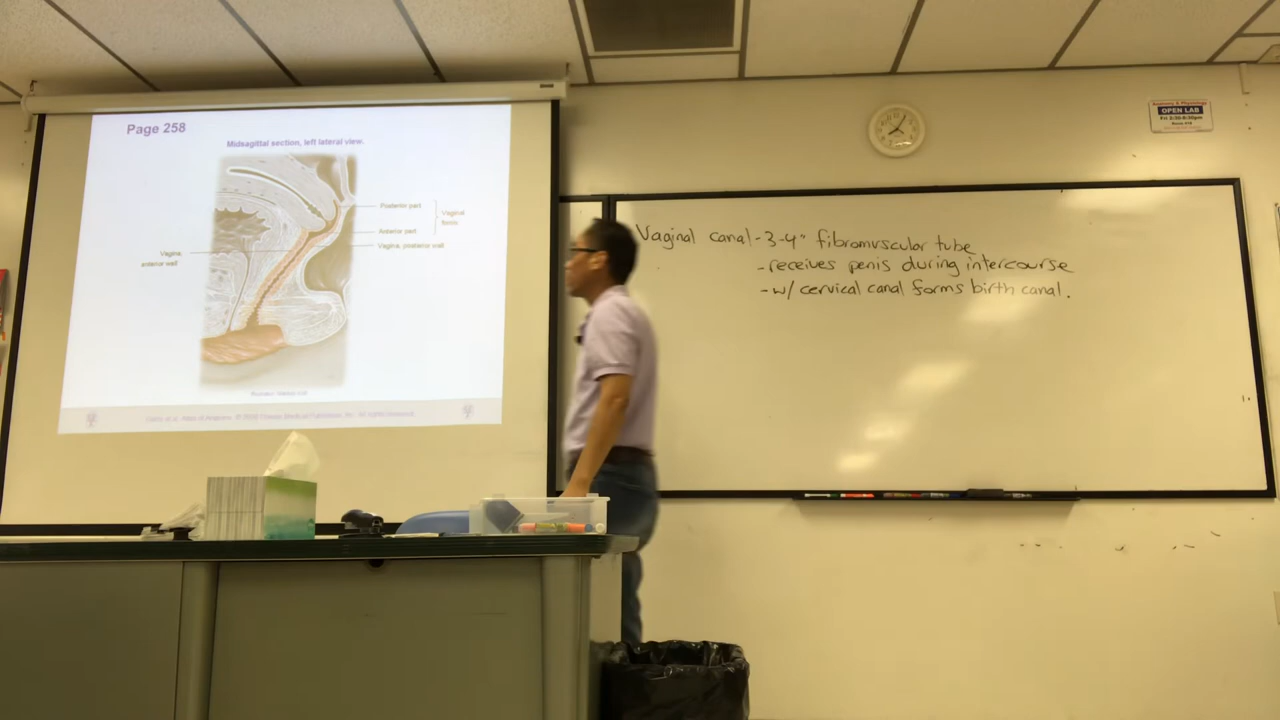 Page 258
Midsagittal section, left lateral view.
Posterior part
Vaginal
fornix
Anterior part
Vagina, posterior wall
Vagina,
anterior wall
OPEN LAB
Vaginal canal - 3-4" fibromuscular tube
- receives penis during intercourse
- w/ cervical canal forms birth canal.